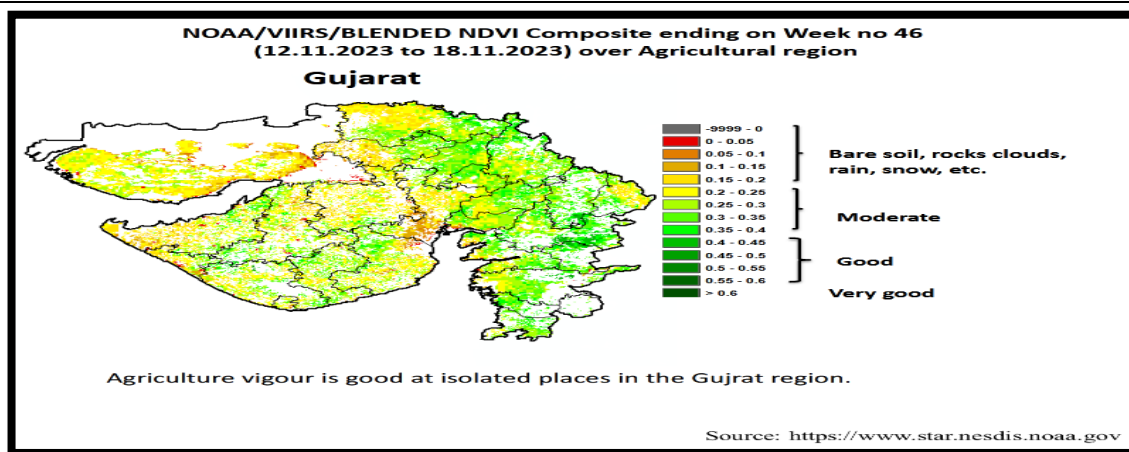 NOAA/VIIRS/BLENDED NDVI Composite ending on Week no 46
(12.11.2023 to 18.11.2023) over Agricultural region
Gujarat
-9999 - 0
0 - 0.05
0.05 - 0.1
0.1 - 0.15
0.15 - 0.2
0.2 - 0.25
0.25 - 0.3
0.3 - 0.35
0.35 - 0.4
0.4 - 0.45
0.45 - 0.5
0.5 - 0.55
0.55 - 0.6
> 0.6
Bare soil, rocks clouds,
rain, snow, etc.
Moderate
Good
Very good
Agriculture vigour is good at isolated places in the Gujrat region.
Source: https://www.star.nesdis.noaa.gov